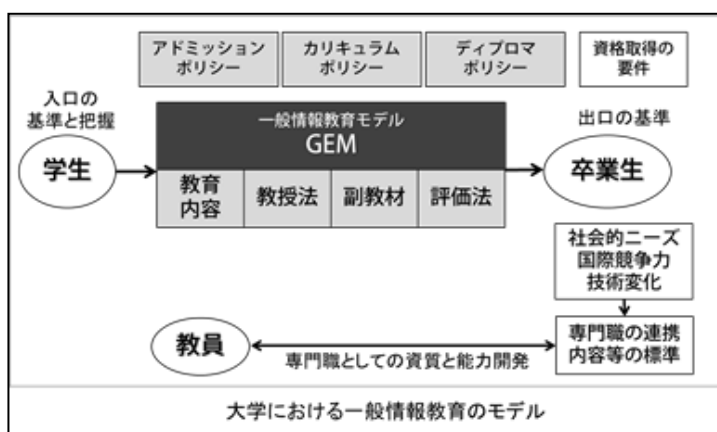 アドミッション
ポリシー
カリキュラム
ポリシー
ディプロマ
ポリシー
資格取得の
要件
入口の
基準と把握
出口の基準
学生
一般情報教育モデル
GEM
卒業生
教育
内容
教授法
副教材
評価法
社会的ニーズ
国際競争力
技術変化
教員
専門職としての資質と能力開発
専門職の連携
内容等の標準
大学における一般情報教育のモデル